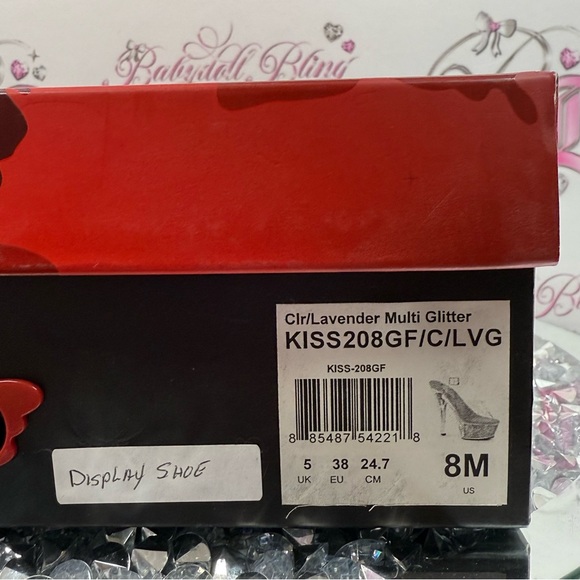 Babydoll Bling
Clr/Lavender Multi Glitter
KISS208GF/C/LVG
KISS-208GF
8 85487 54221 8
5 38 24.7 8M
UK EU CM US
DISPLAY SHOE